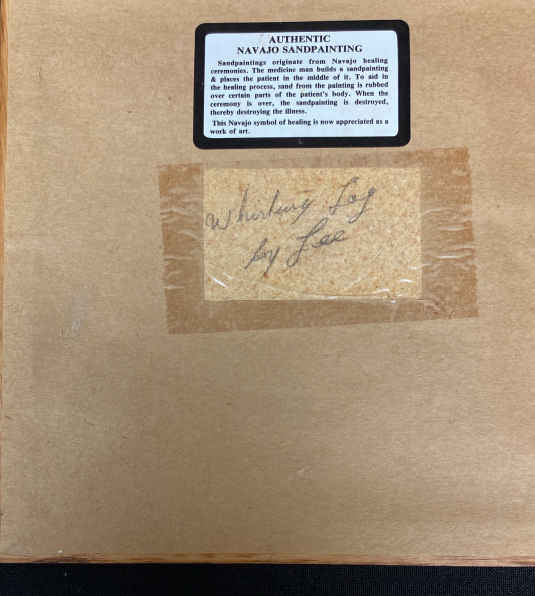 AUTHENTIC
NAVAJO SANDPAINTING
Sandpaintings originate from Navajo healing
ceremonies. The medicine man builds a sandpainting
& places the patient in the middle of it. To aid in
the healing process, sand from the painting is rubbed
over certain parts of the patient's body. When the
ceremony is over, the sandpainting is destroyed,
thereby destroying the illness.
This Navajo symbol of healing is now appreciated as a
work of art.
Whirling Log
by Lee